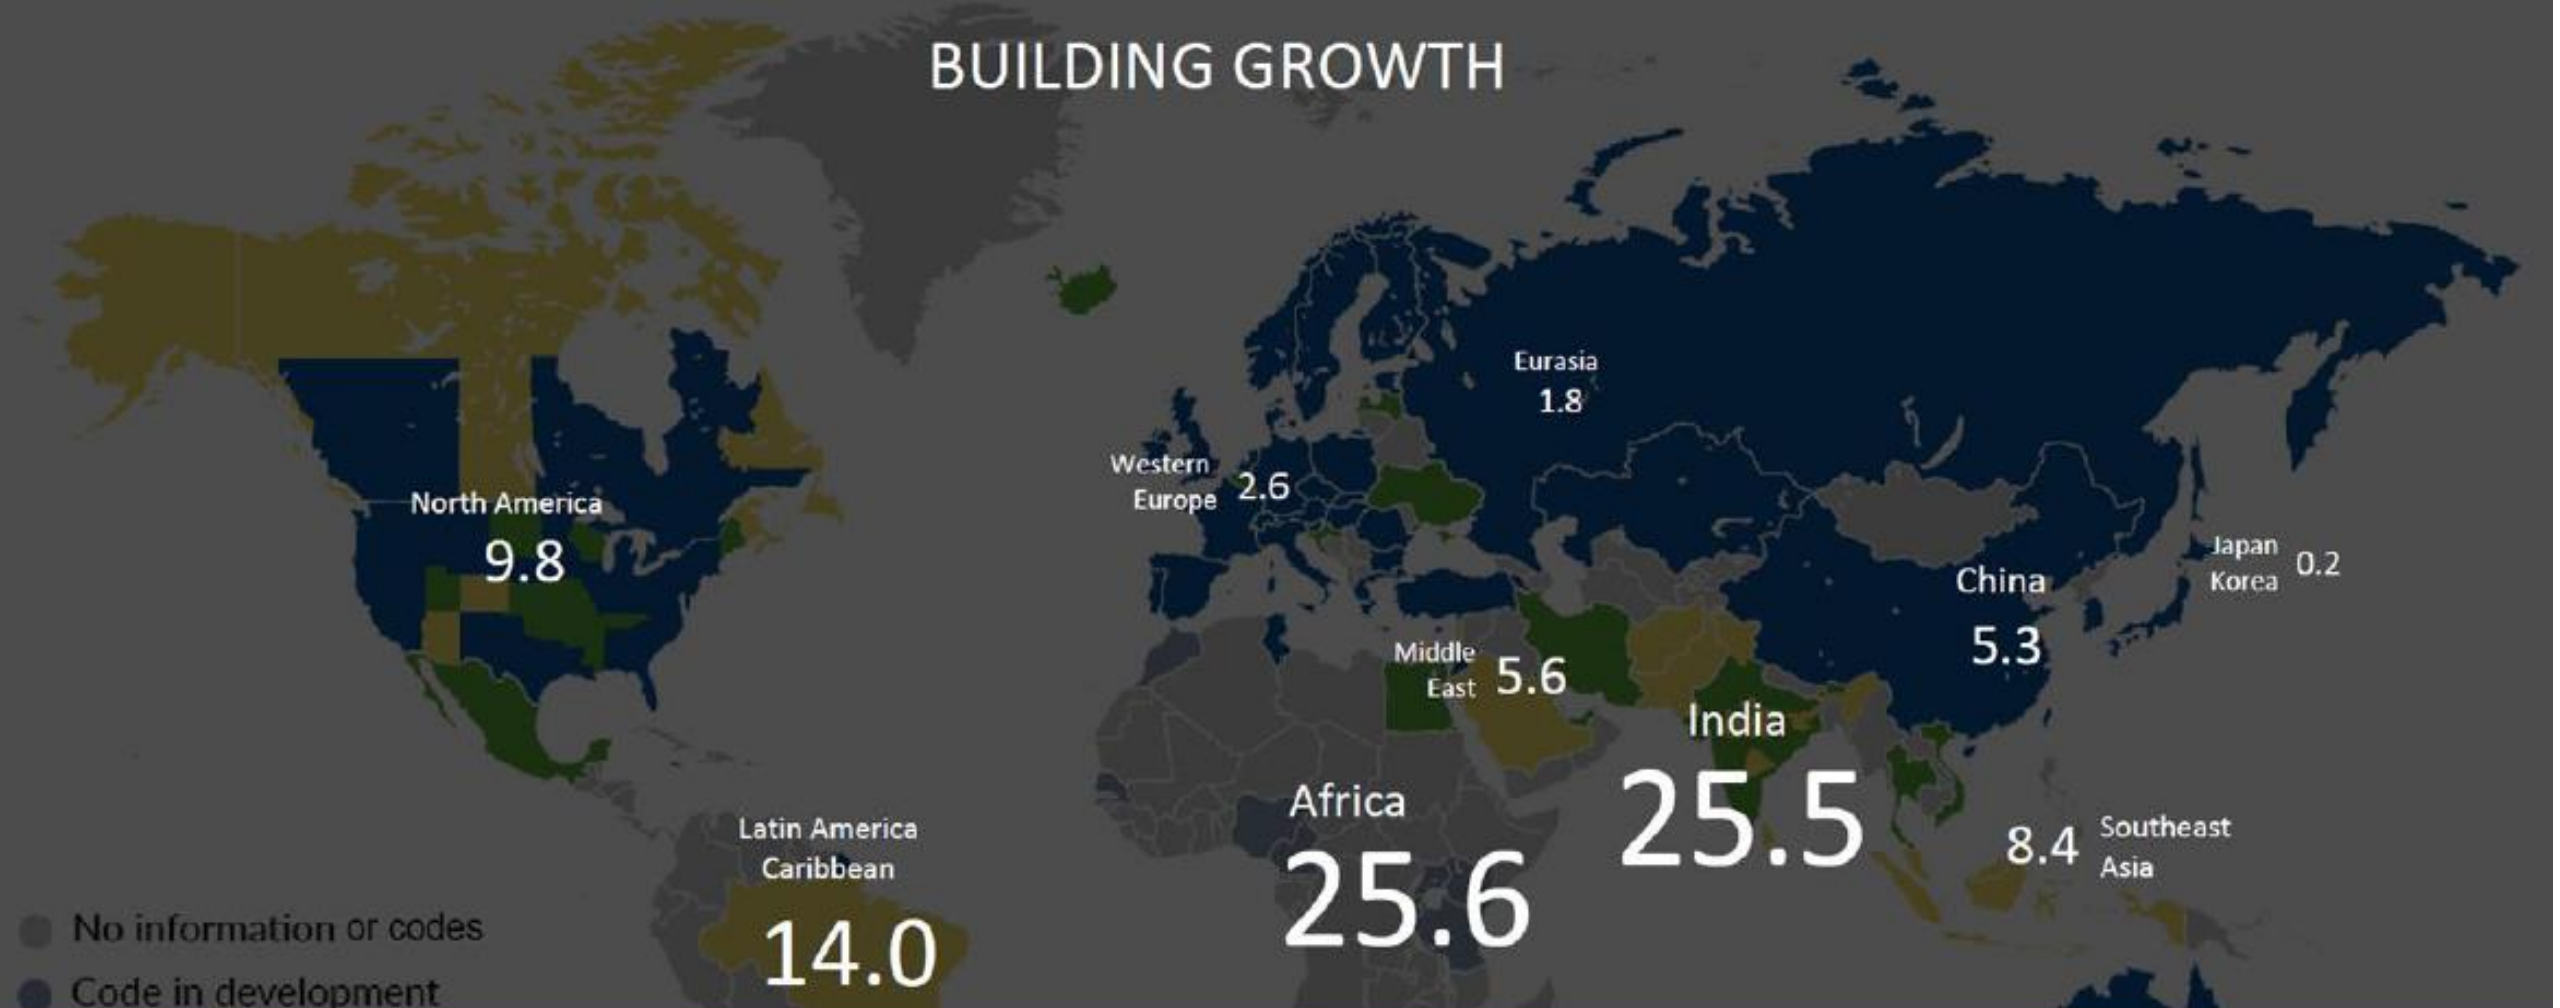 BUILDING GROWTH
Eurasia
1.8
Western
Europe
2.6
North America
9.8
Japan
Korea
0.2
China
5.3
Middle
East
5.6
India
25.5
Africa
25.6
Latin America
Caribbean
14.0
8.4
Southeast
Asia
No information or codes
Code in development